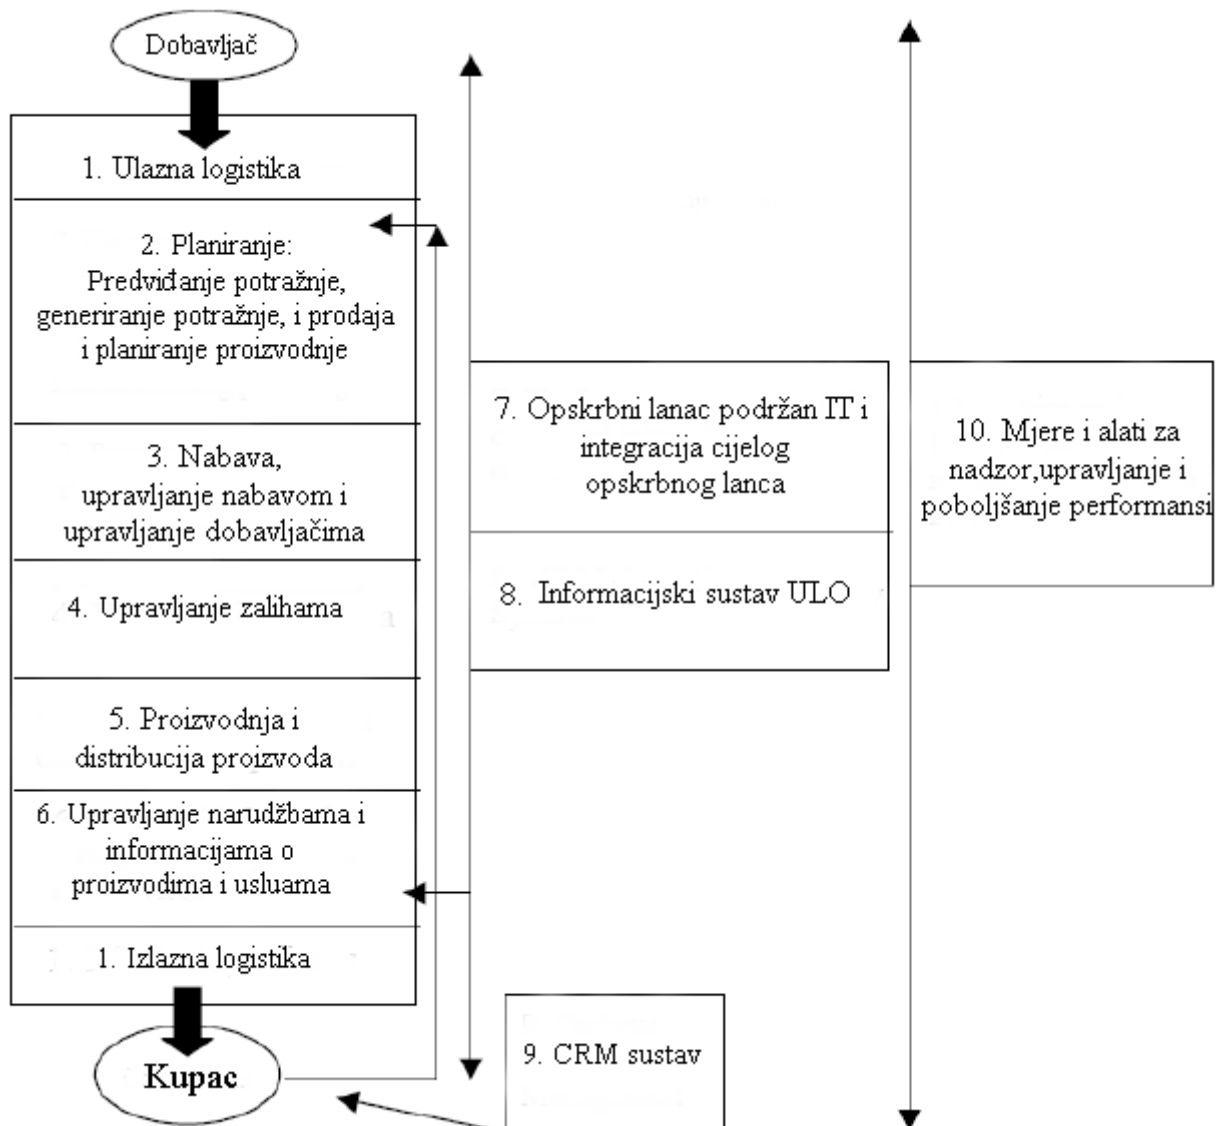 Dobavljač
1. Ulazna logistika
2. Planiranje:
Predviđanje potražnje,
generiranje potražnje, i prodaja
i planiranje proizvodnje
3. Nabava,
upravljanje nabavom i
upravljanje dobavljačima
4. Upravljanje zalihama
5. Proizvodnja i
distribucija proizvoda
6. Upravljanje narudžbama i
informacijama o
proizvodima i usluama
1. Izlazna logistika
Kupac
7. Opskrbni lanac podržan IT i
integracija cijelog
opskrbnog lanca
8. Informacijski sustav ULO
9. CRM sustav
10. Mjere i alati za
nadzor,upravljanje i
poboljšanje performansi